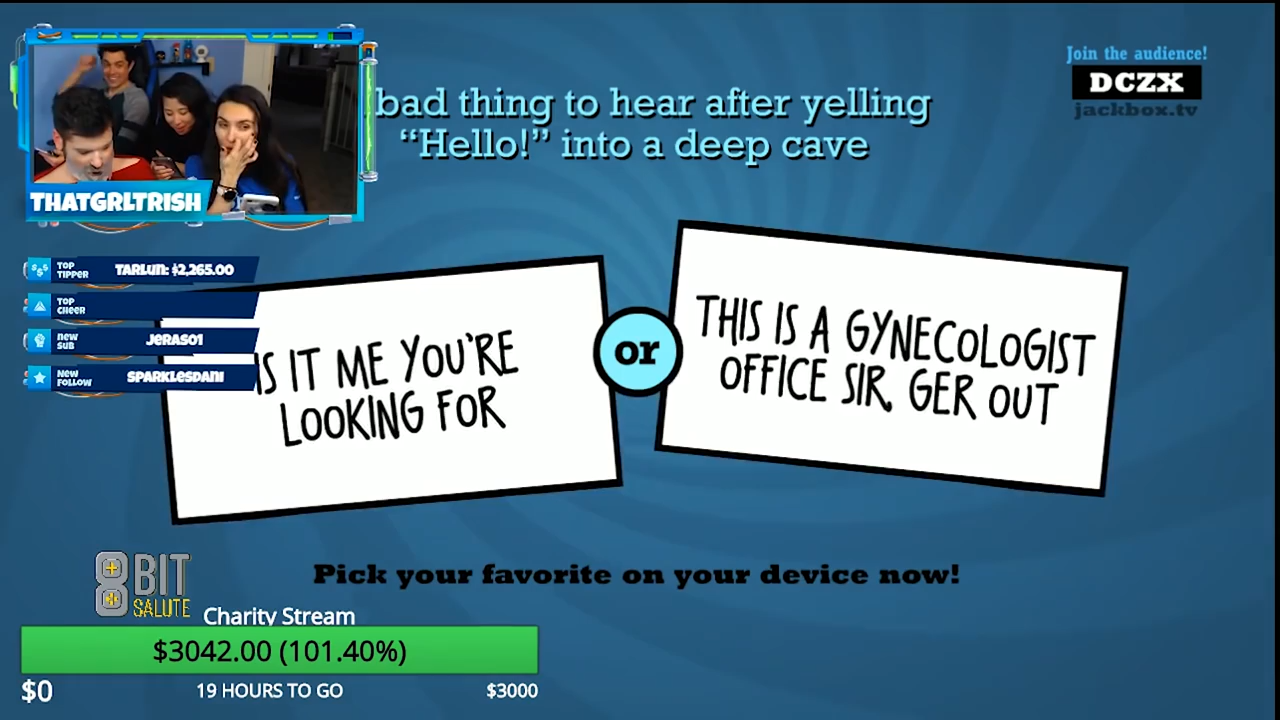 Join the audience!
DCZX
jackbox.tv
bad thing to hear after yelling
“Hello!” into a deep cave
THATGRLTRISH
TOP TIPPER
TARLUN: $2,265.00
TOP CHEER
NEW SUB
JERAS01
NEW FOLLOW
SPARKLESDANI
IS IT ME YOU'RE
LOOKING FOR
or
THIS IS A GYNECOLOGIST
OFFICE SIR, GER OUT
Pick your favorite on your device now!
8 BIT
SALUTE
Charity Stream
$3042.00 (101.40%)
$0
19 HOURS TO GO
$3000